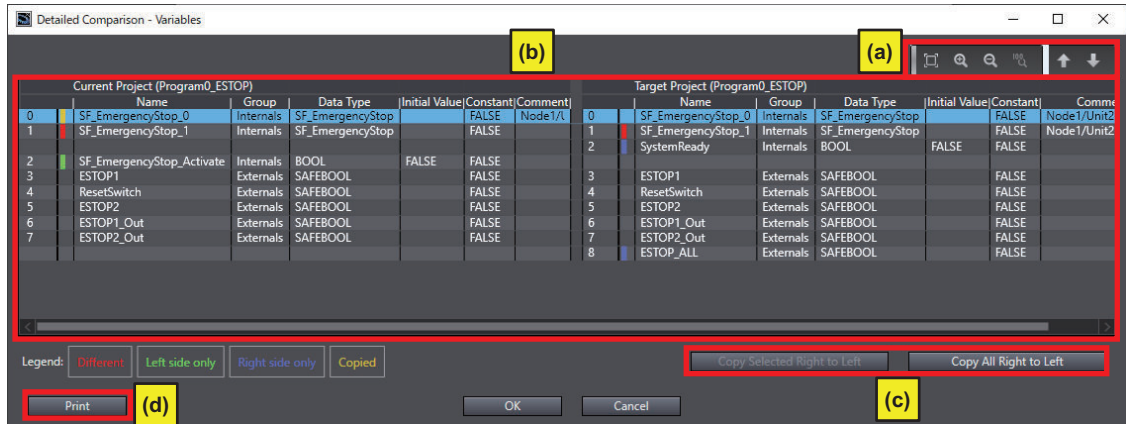 Detailed Comparison - Variables
(b) (a)
Current Project (Program0_ESTOP) Target Project (Program0_ESTOP)
Name Group Data Type Initial Value Constant Comment Name Group Data Type Initial Value Constant Comme
0 SF_EmergencyStop_0 Internals SF_EmergencyStop FALSE Node1/U 0 SF_EmergencyStop_0 Internals SF_EmergencyStop FALSE Node1/Unit2
1 SF_EmergencyStop_1 Internals SF_EmergencyStop FALSE 1 SF_EmergencyStop_1 Internals SF_EmergencyStop FALSE Node1/Unit2
2 SystemReady Internals BOOL FALSE FALSE
2 SF_EmergencyStop_Activate Internals BOOL FALSE FALSE
3 ESTOP1 Externals SAFEBOOL FALSE 3 ESTOP1 Externals SAFEBOOL FALSE
4 ResetSwitch Externals SAFEBOOL FALSE 4 ResetSwitch Externals SAFEBOOL FALSE
5 ESTOP2 Externals SAFEBOOL FALSE 5 ESTOP2 Externals SAFEBOOL FALSE
6 ESTOP1_Out Externals SAFEBOOL FALSE 6 ESTOP1_Out Externals SAFEBOOL FALSE
7 ESTOP2_Out Externals SAFEBOOL FALSE 7 ESTOP2_Out Externals SAFEBOOL FALSE
8 ESTOP_ALL Externals SAFEBOOL FALSE
Legend: Different Left side only Right side only Copied Copy Selected Right to Left Copy All Right to Left
Print (d) OK Cancel (c)